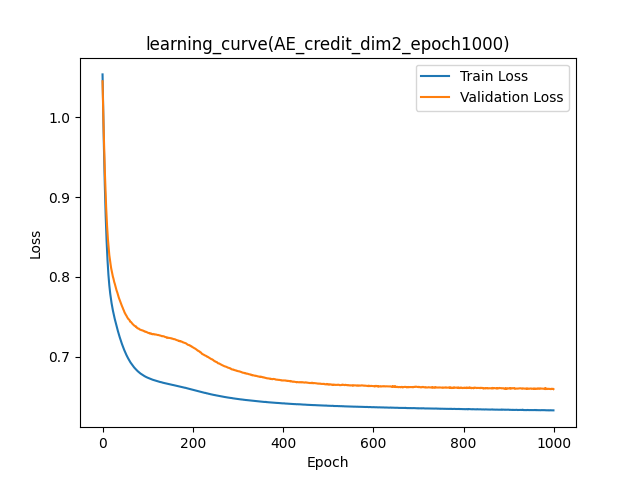 learning_curve(AE_credit_dim2_epoch1000)
Train Loss
Validation Loss
Loss
1.0
0.9
0.8
0.7
0 200 400 600 800 1000
Epoch